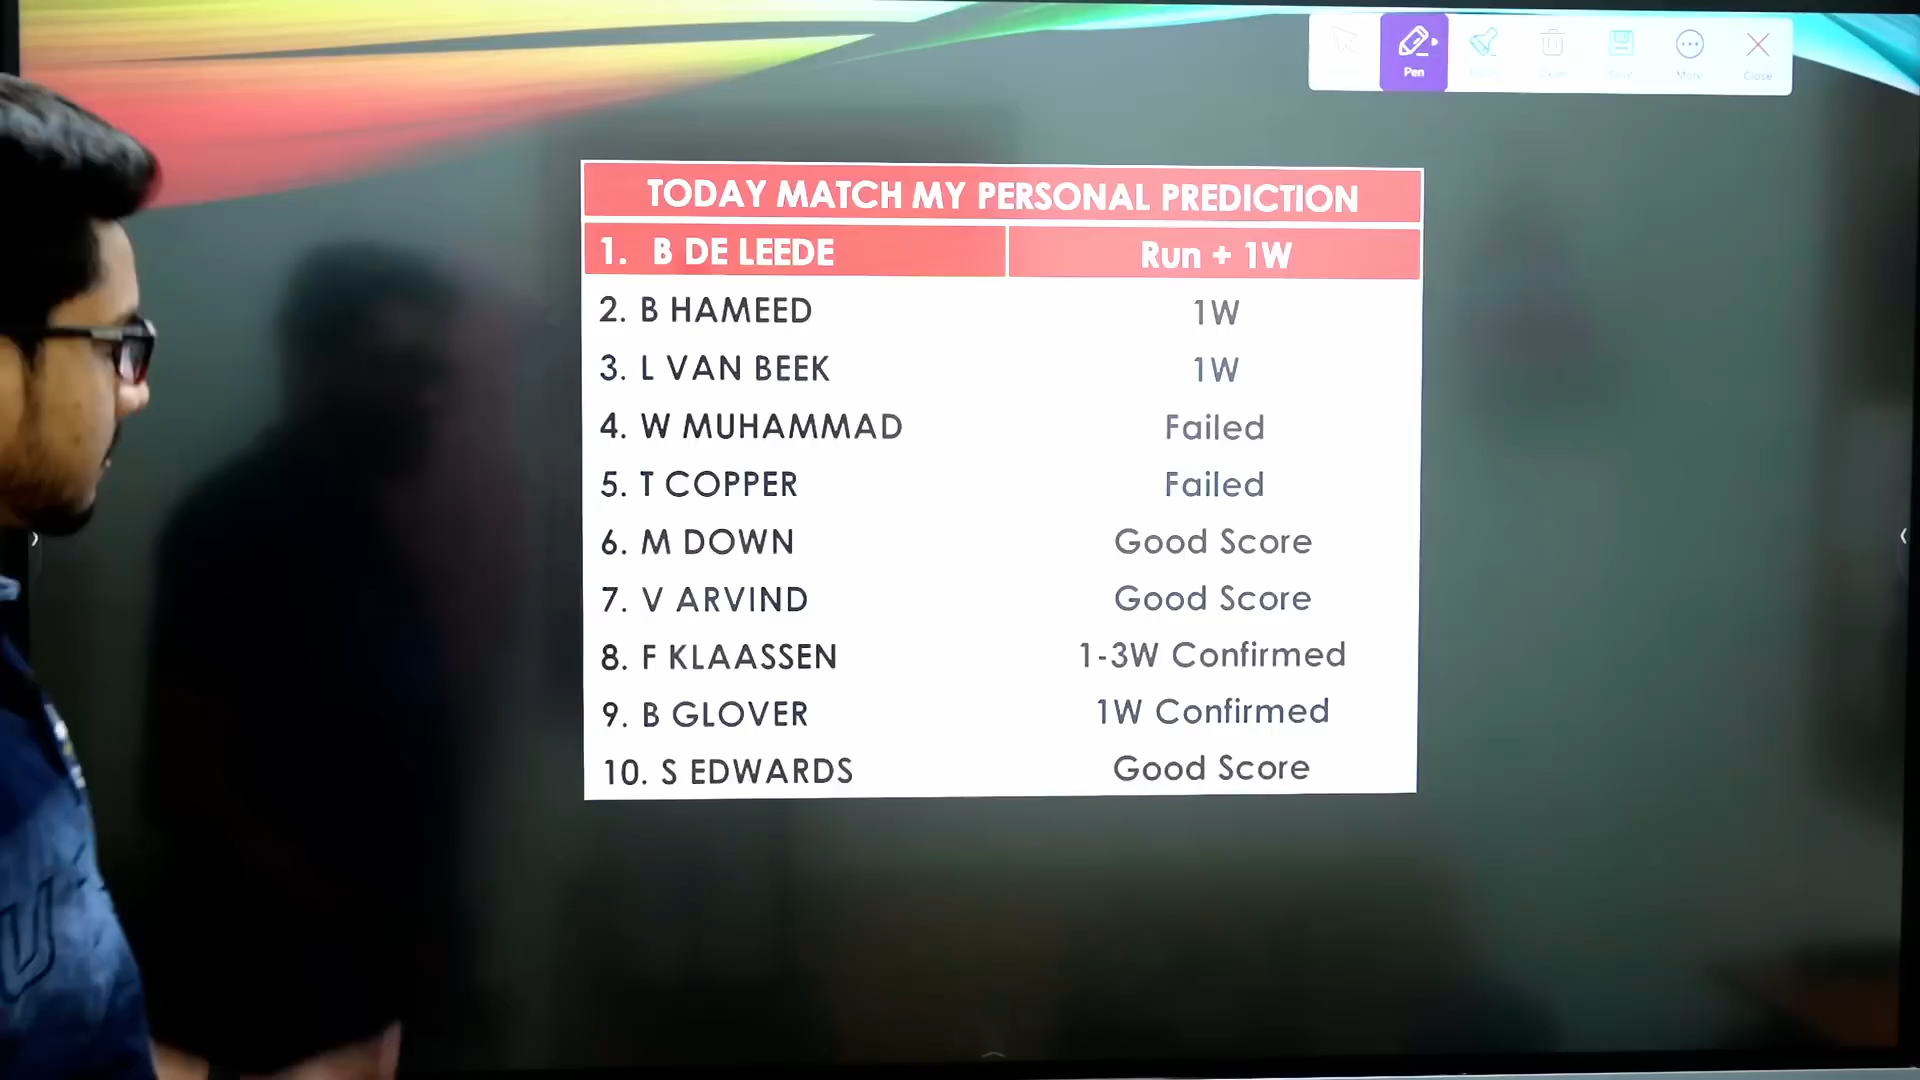 Pen
More
Close
TODAY MATCH MY PERSONAL PREDICTION
1. B DE LEEDE Run + 1W
2. B HAMEED 1W
3. L VAN BEEK 1W
4. W MUHAMMAD Failed
5. T COPPER Failed
6. M DOWN Good Score
7. V ARVIND Good Score
8. F KLAASSEN 1-3W Confirmed
9. B GLOVER 1W Confirmed
10. S EDWARDS Good Score